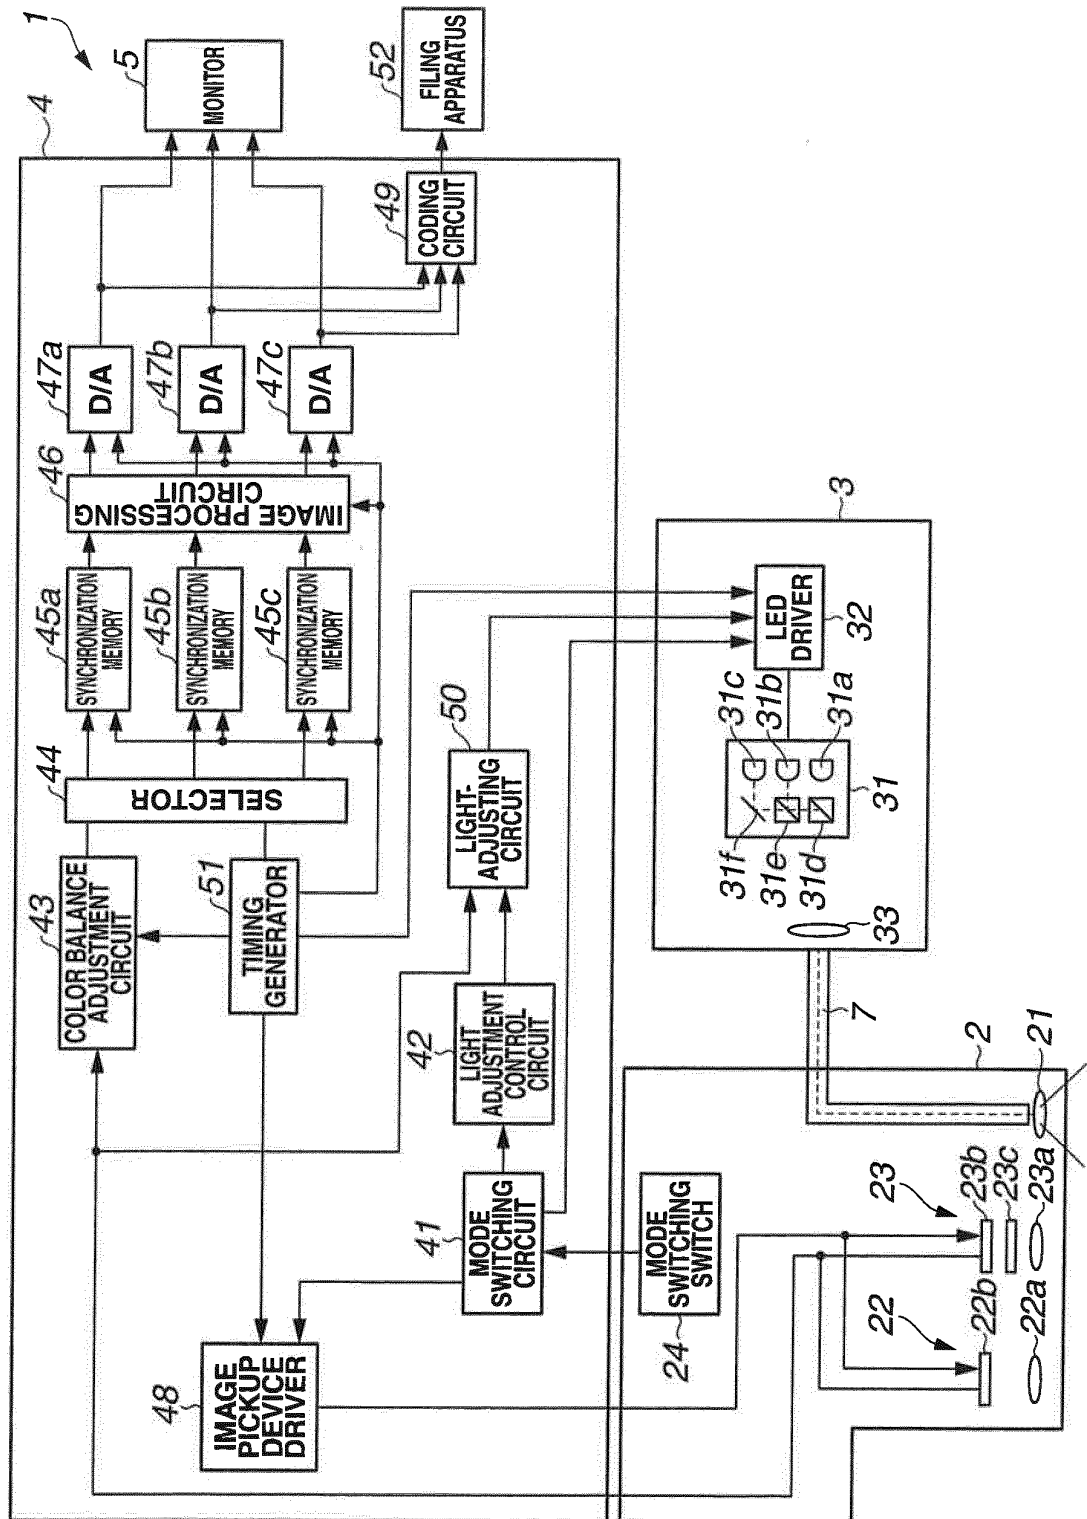 1
4
5
MONITOR
52
FILING
APPARATUS
49
CODING
CIRCUIT
47a
D/A
47b
D/A
47c
D/A
46
IMAGE PROCESSING
CIRCUIT
45a
SYNCHRONIZATION
MEMORY
45b
SYNCHRONIZATION
MEMORY
45c
SYNCHRONIZATION
MEMORY
44
SELECTOR
43
COLOR BALANCE
ADJUSTMENT
CIRCUIT
51
TIMING
GENERATOR
50
LIGHT-
ADJUSTING
CIRCUIT
42
LIGHT
ADJUSTMENT
CONTROL
CIRCUIT
41
MODE
SWITCHING
CIRCUIT
48
IMAGE
PICKUP
DEVICE
DRIVER
24
MODE
SWITCHING
SWITCH
3
LED
DRIVER
32
31c
31b
31a
31
31f
31e
31d
33
7
2
21
23
23b
23c
23a
22
22b
22a